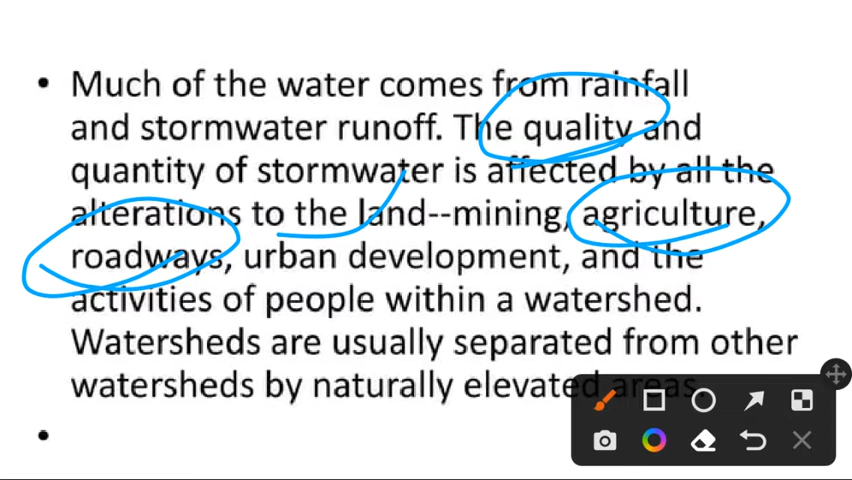 • Much of the water comes from rainfall
and stormwater runoff. The quality and
quantity of stormwater is affected by all the
alterations to the land--mining, agriculture,
roadways, urban development, and the
activities of people within a watershed.
Watersheds are usually separated from other
watersheds by naturally elevated areas.
•